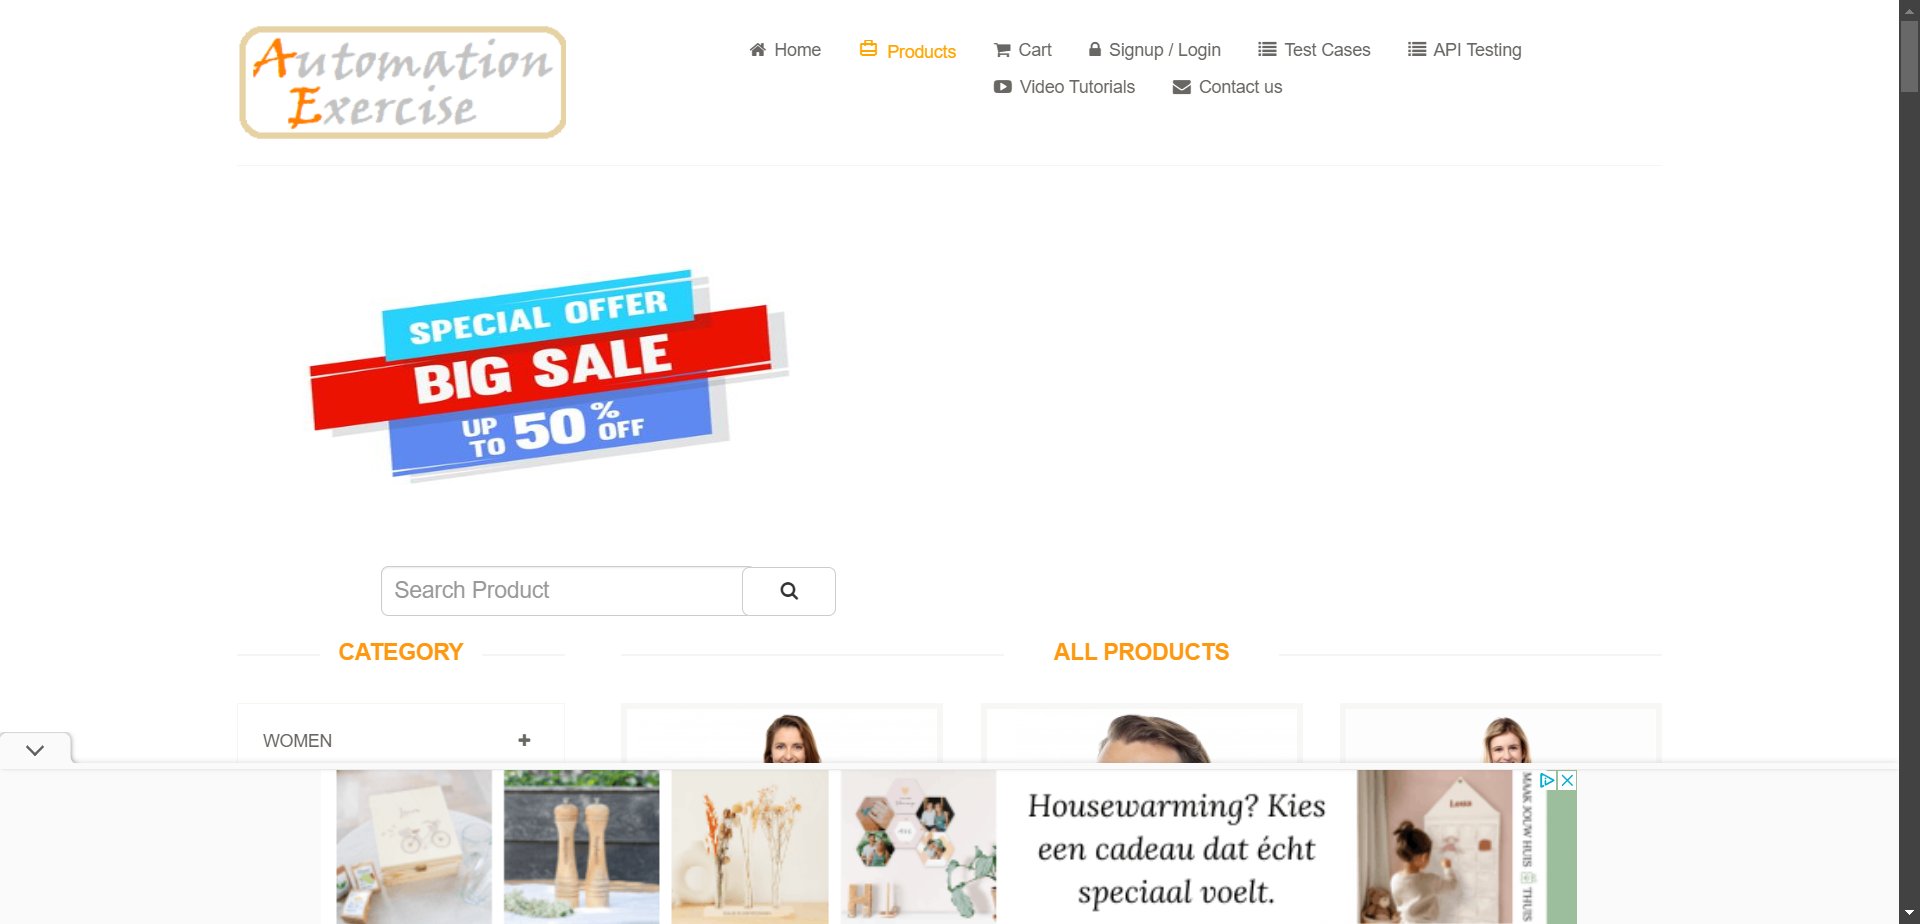 Automation
Exercise
Home
Products
Cart
Signup / Login
Test Cases
API Testing
Video Tutorials
Contact us
SPECIAL OFFER
BIG SALE
UP TO 50% OFF
Search Product
CATEGORY
ALL PRODUCTS
WOMEN
Housewarming? Kies
een cadeau dat écht
speciaal voelt.
MAAK JOUW HUIS
THUIS